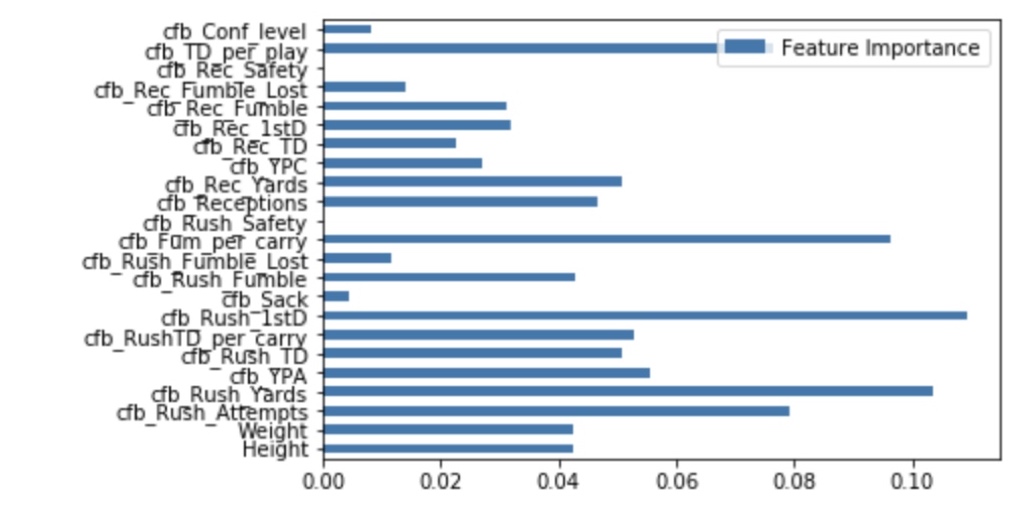 cfb_Conf_level
cfb_TD_per_play
cfb_Rec_Safety
cfb_Rec_Fumble_Lost
cfb_Rec_Fumble
cfb_Rec_1stD
cfb_Rec_TD
cfb_YPC
cfb_Rec_Yards
cfb_Receptions
cfb_Rush_Safety
cfb_Fum_per_carry
cfb_Rush_Fumble_Lost
cfb_Rush_Fumble
cfb_Sack
cfb_Rush_1stD
cfb_RushTD_per_carry
cfb_Rush_TD
cfb_YPA
cfb_Rush_Yards
cfb_Rush_Attempts
Weight
Height
Feature Importance
0.00 0.02 0.04 0.06 0.08 0.10